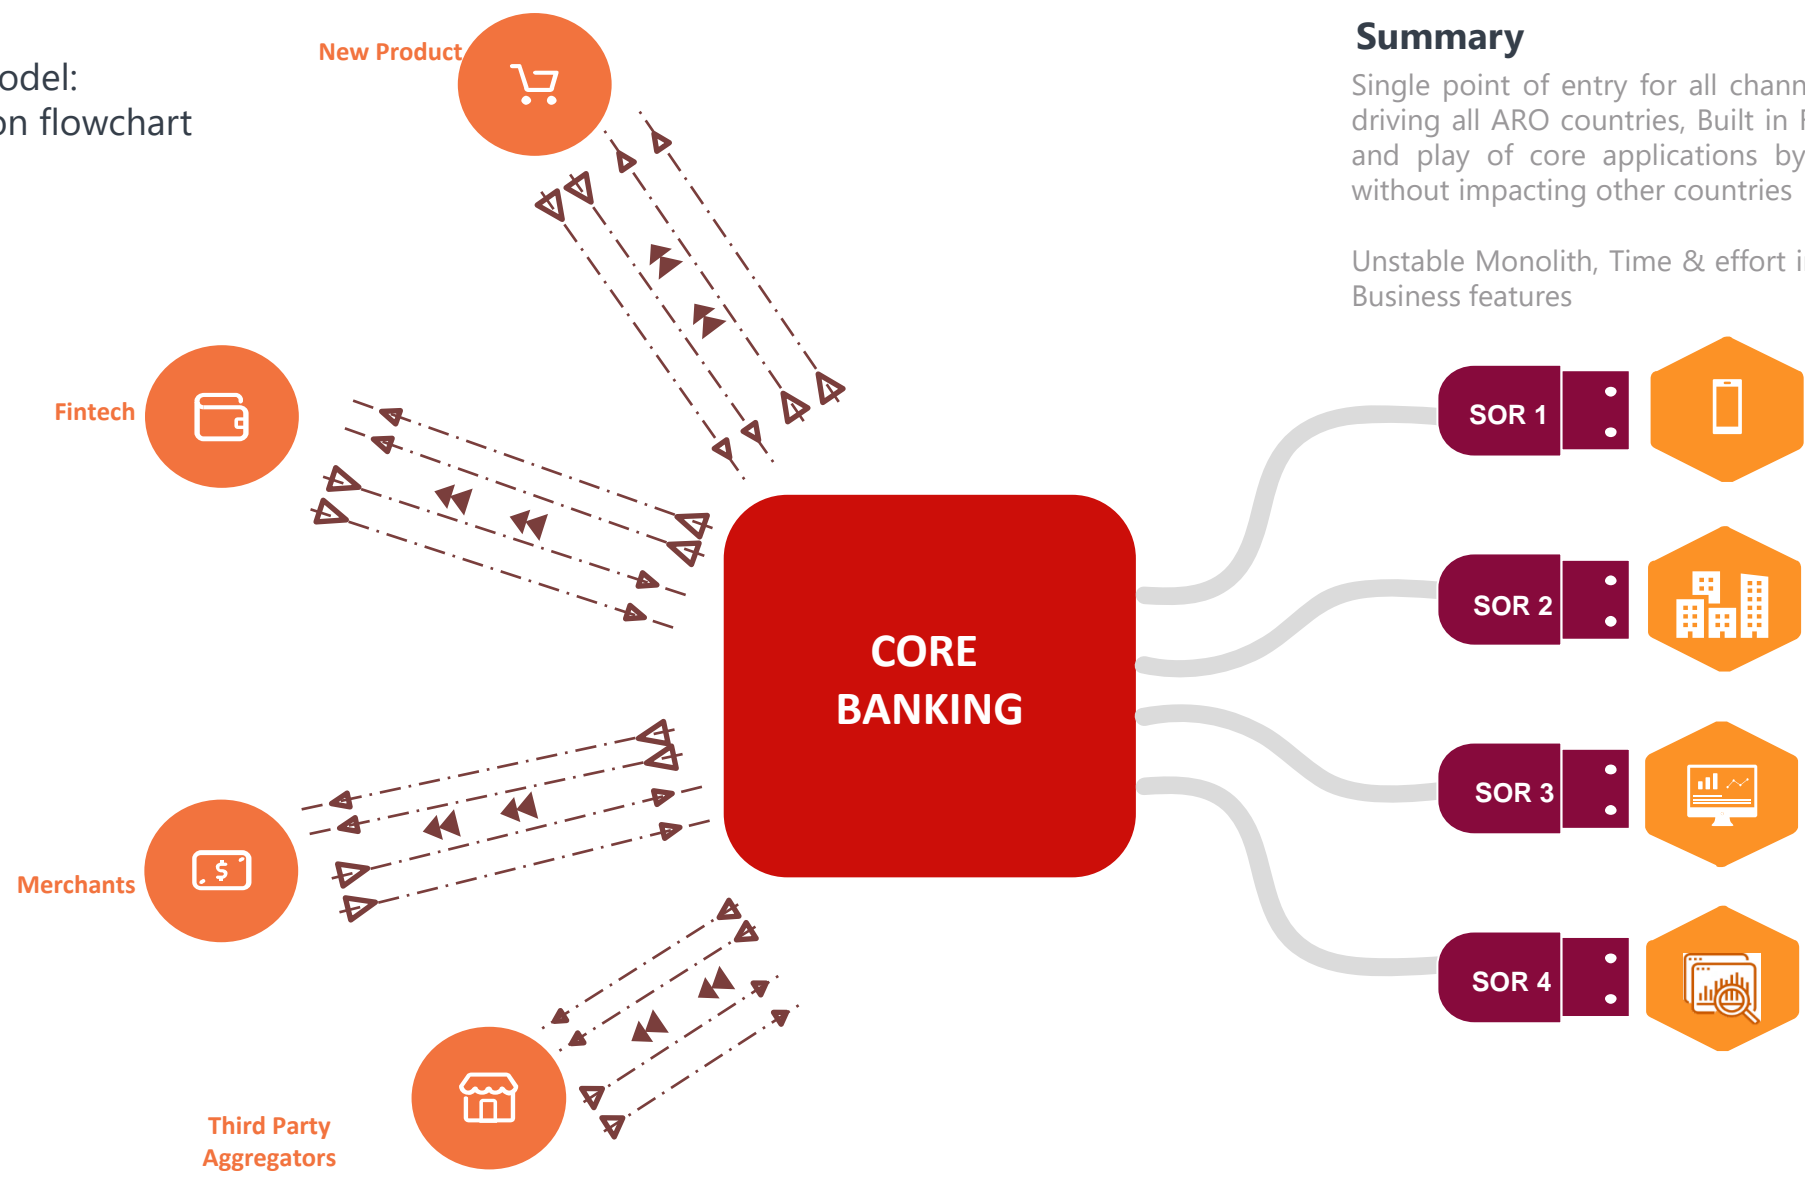 odel:
on flowchart
New Product
Fintech
Merchants
Third Party
Aggregators
CORE
BANKING
Summary
Single point of entry for all
driving all ARO countries, Built in
and play of core applications by
without impacting other countries
Unstable Monolith, Time & effort
Business features
SOR 1
SOR 2
SOR 3
SOR 4
$